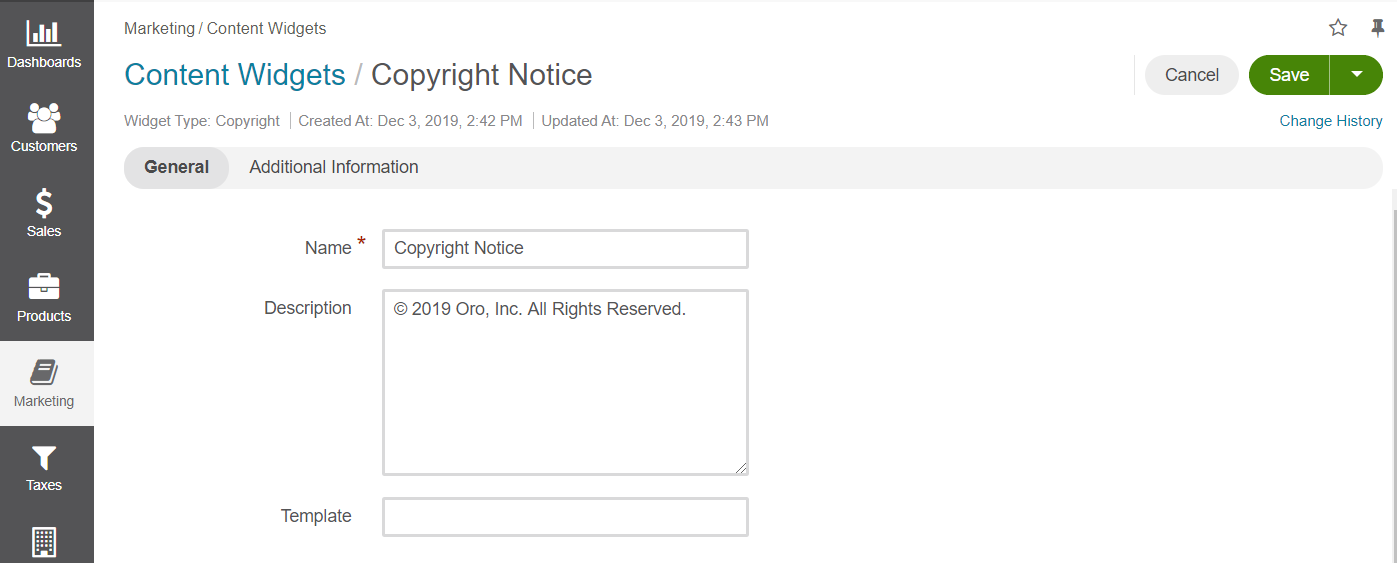 Dashboards
Customers
Sales
Products
Marketing
Taxes
Marketing / Content Widgets
Content Widgets / Copyright Notice
Cancel
Save
Widget Type: Copyright | Created At: Dec 3, 2019, 2:42 PM | Updated At: Dec 3, 2019, 2:43 PM
Change History
General
Additional Information
Name *
Copyright Notice
Description
© 2019 Oro, Inc. All Rights Reserved.
Template